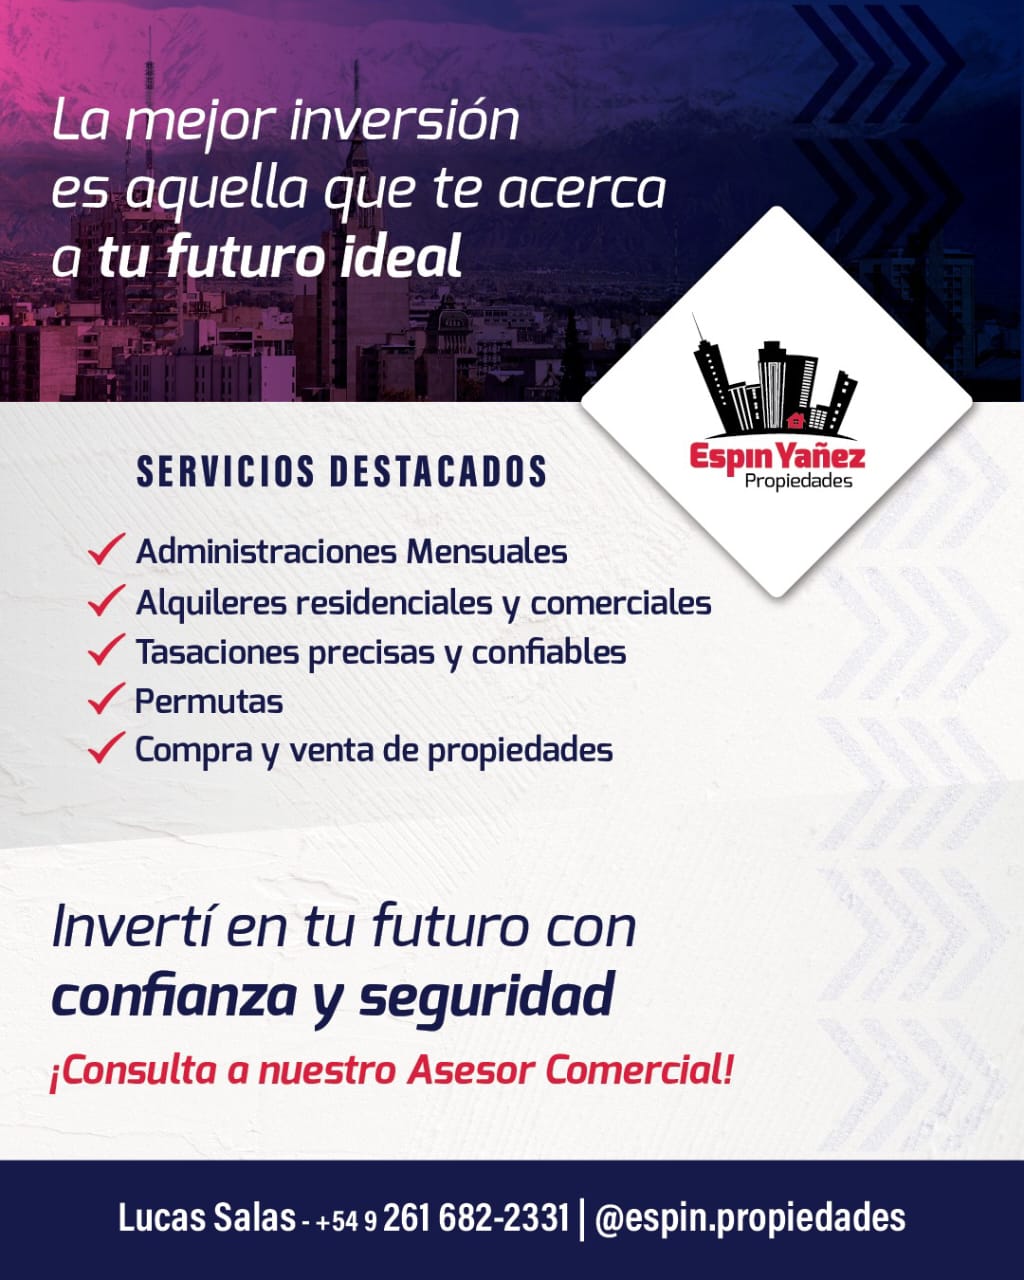 La mejor inversión
es aquella que te acerca
a tu futuro ideal
Espin Yañez
Propiedades
SERVICIOS DESTACADOS
Administraciones Mensuales
Alquileres residenciales y comerciales
Tasaciones precisas y confiables
Permutas
Compra y venta de propiedades
Invertí en tu futuro con
confianza y seguridad
¡Consulta a nuestro Asesor Comercial!
Lucas Salas - +54 9 261 682-2331 | @espin.propiedades